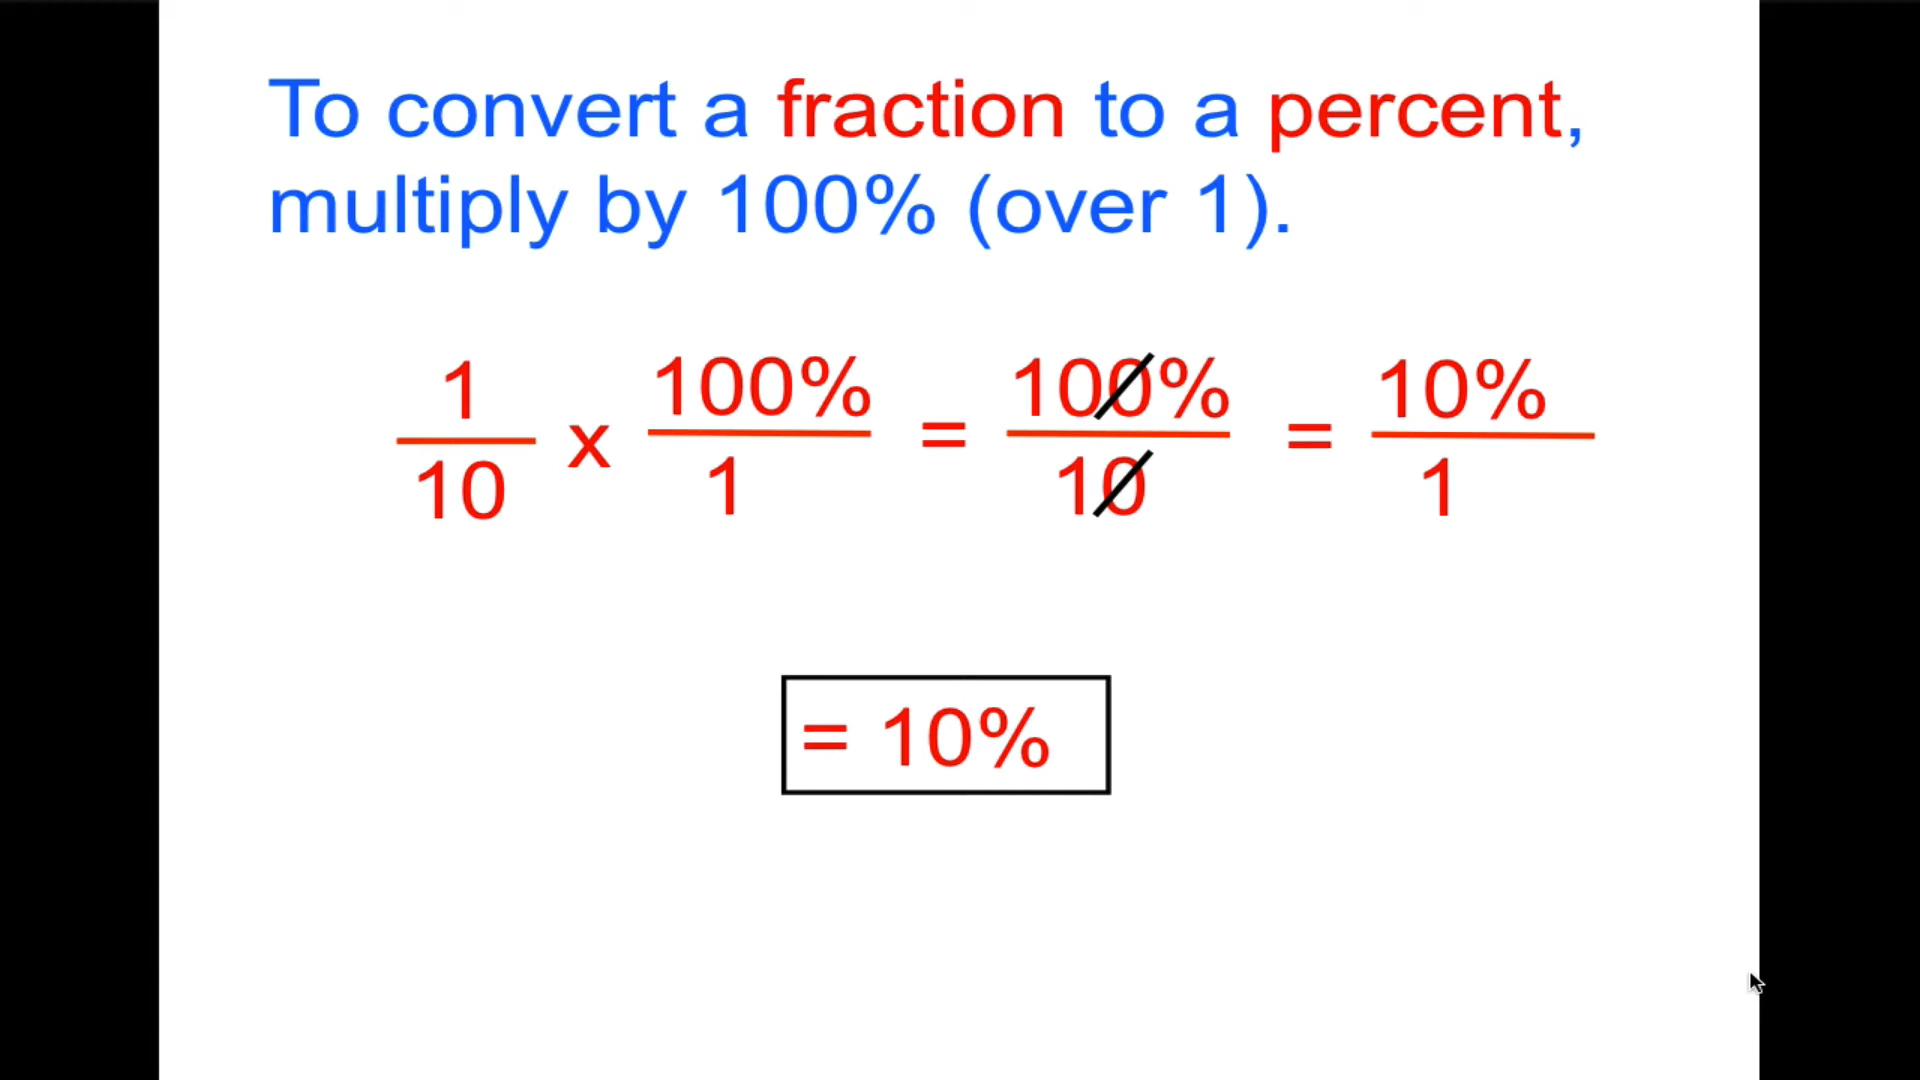 To convert a fraction to a percent,
multiply by 100% (over 1).
1/10 x 100%/1 = 100%/10 = 10%/1
= 10%